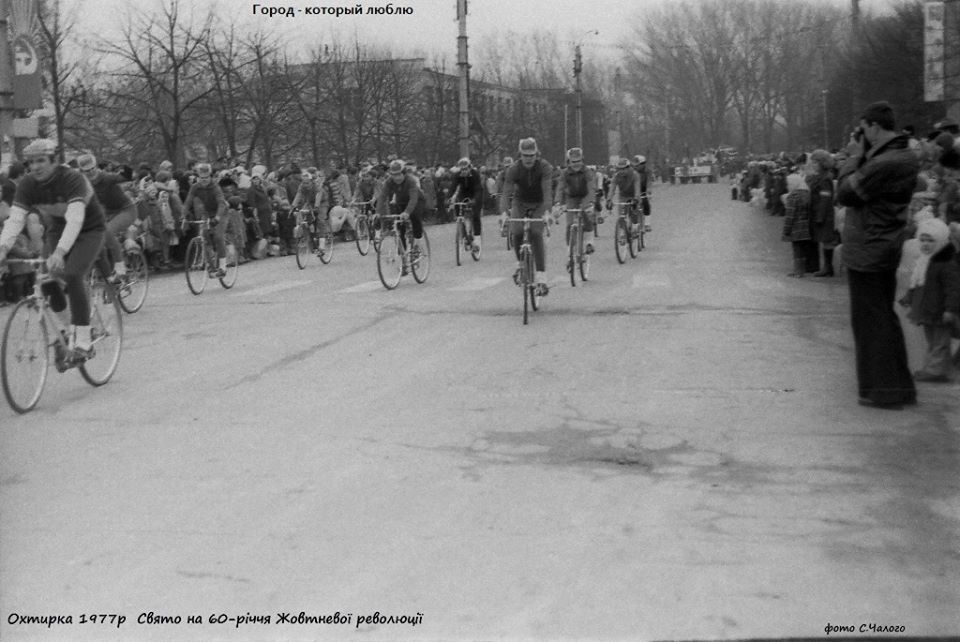 Город - который люблю
Охтирка 1977р Свято на 60-річчя Жовтневої революції
фото С.Чалого